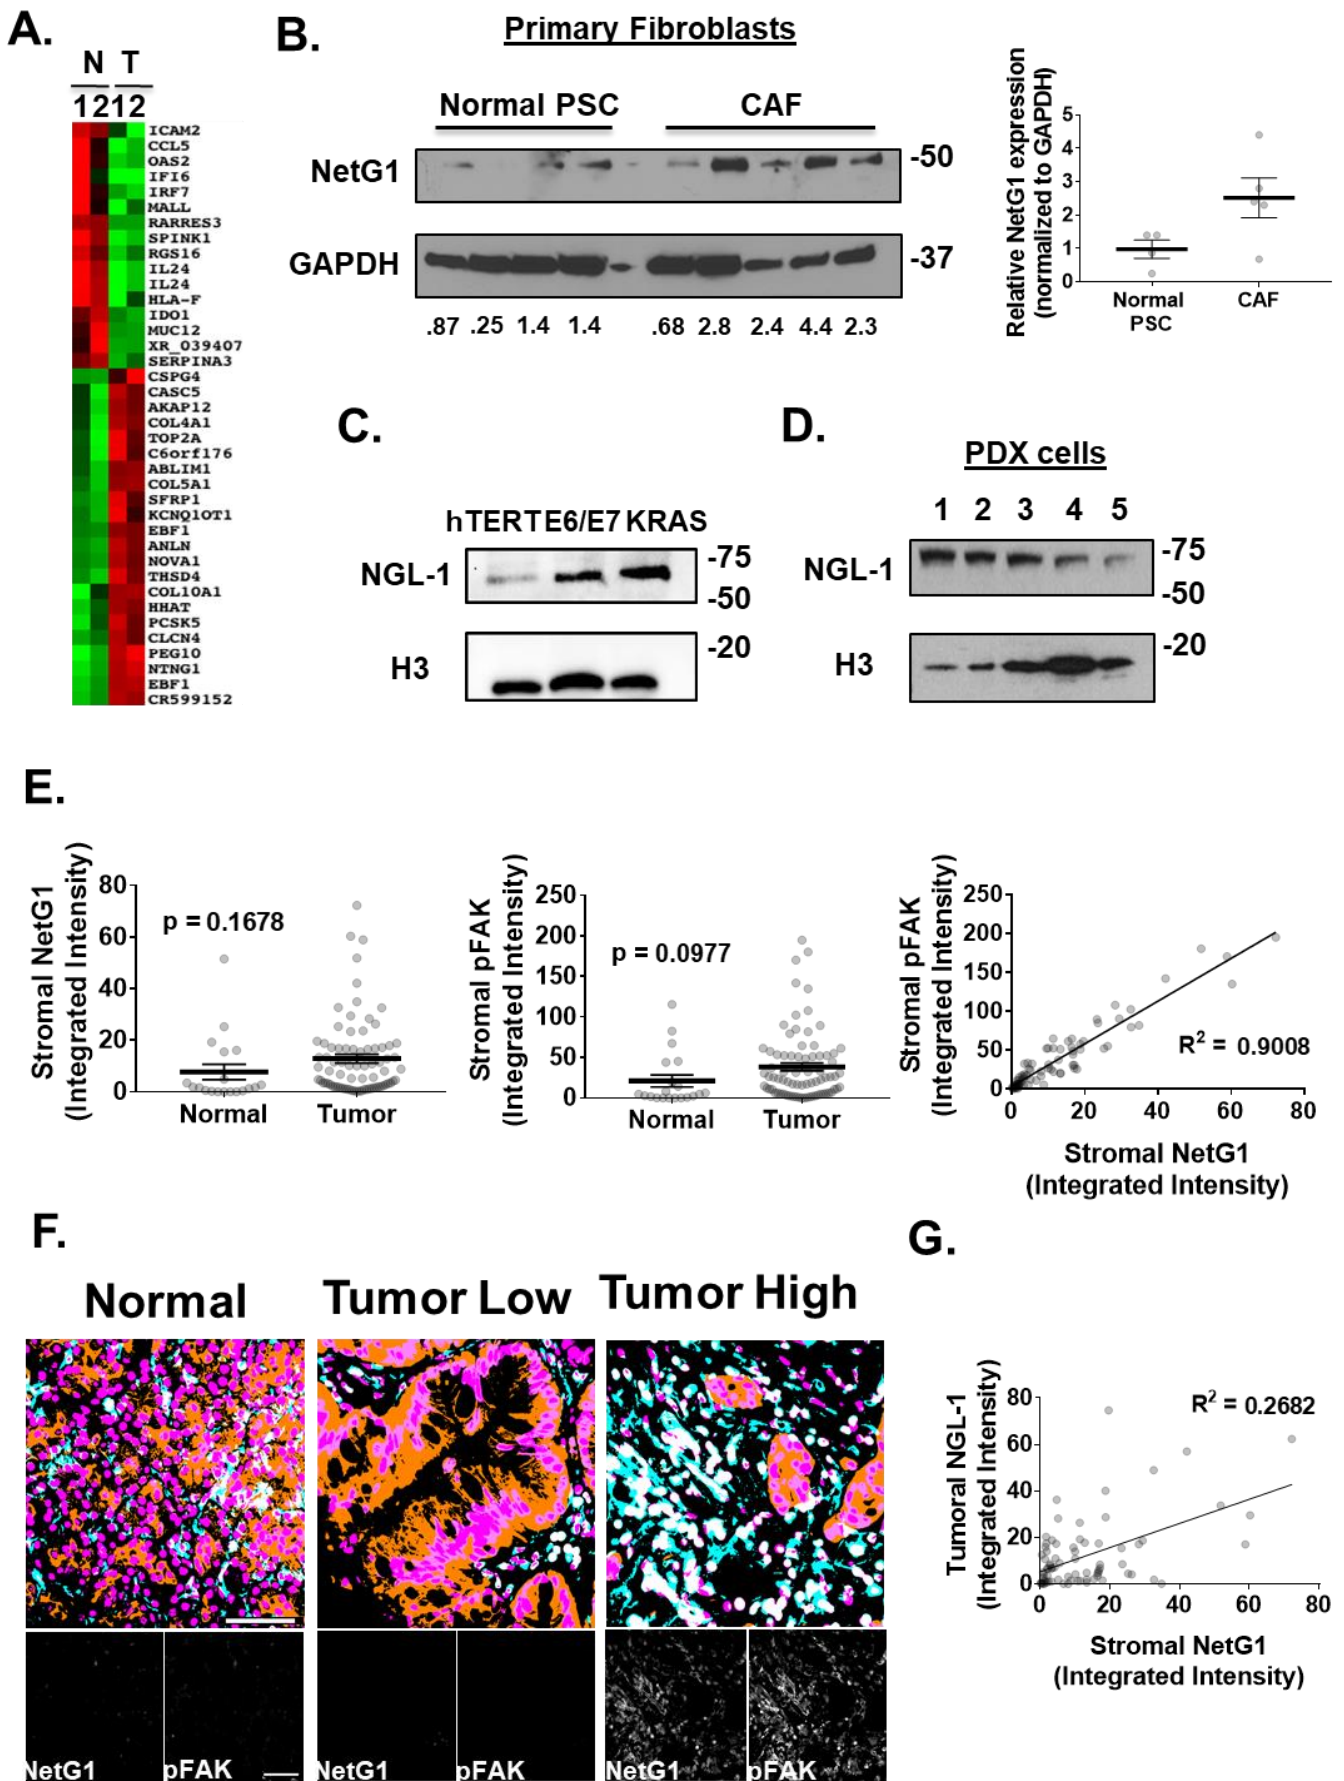 A.
N T
1212
ICAM2
CCL5
OAS2
IFI6
IRF7
MALL
RARRES3
SPINK1
RGS16
IL24
IL24
HLA-F
IDO1
MUC12
XR_039407
SERPINA3
CSPG4
CASC5
AKAP12
COL4A1
TOP2A
C6orf176
ABLIM1
COL5A1
SFRP1
KCNQ1OT1
EBF1
ANLN
NOVA1
THSD4
COL10A1
HHAT
PCSK5
CLCN4
PEG10
NTNG1
EBF1
CR599152
B.
Primary Fibroblasts
Normal PSC CAF
NetG1
-50
GAPDH
-37
.87 .25 1.4 1.4 .68 2.8 2.4 4.4 2.3
Relative NetG1 expression
(normalized to GAPDH)
5
4
3
2
1
0
Normal
PSC
CAF
C.
hTERT E6/E7 KRAS
NGL-1
-75
-50
H3
-20
D.
PDX cells
1 2 3 4 5
NGL-1
-75
-50
H3
-20
E.
Stromal NetG1
(Integrated Intensity)
80
60
40
20
0
p = 0.1678
Normal Tumor
Stromal pFAK
(Integrated Intensity)
250
200
150
100
50
0
p = 0.0977
Normal Tumor
Stromal pFAK
(Integrated Intensity)
250
200
150
100
50
0
R² = 0.9008
0 20 40 60 80
Stromal NetG1
(Integrated Intensity)
F.
Normal Tumor Low Tumor High
NetG1 pFAK NetG1 pFAK NetG1 pFAK
G.
Tumoral NGL-1
(Integrated Intensity)
80
60
40
20
0
R² = 0.2682
0 20 40 60 80
Stromal NetG1
(Integrated Intensity)